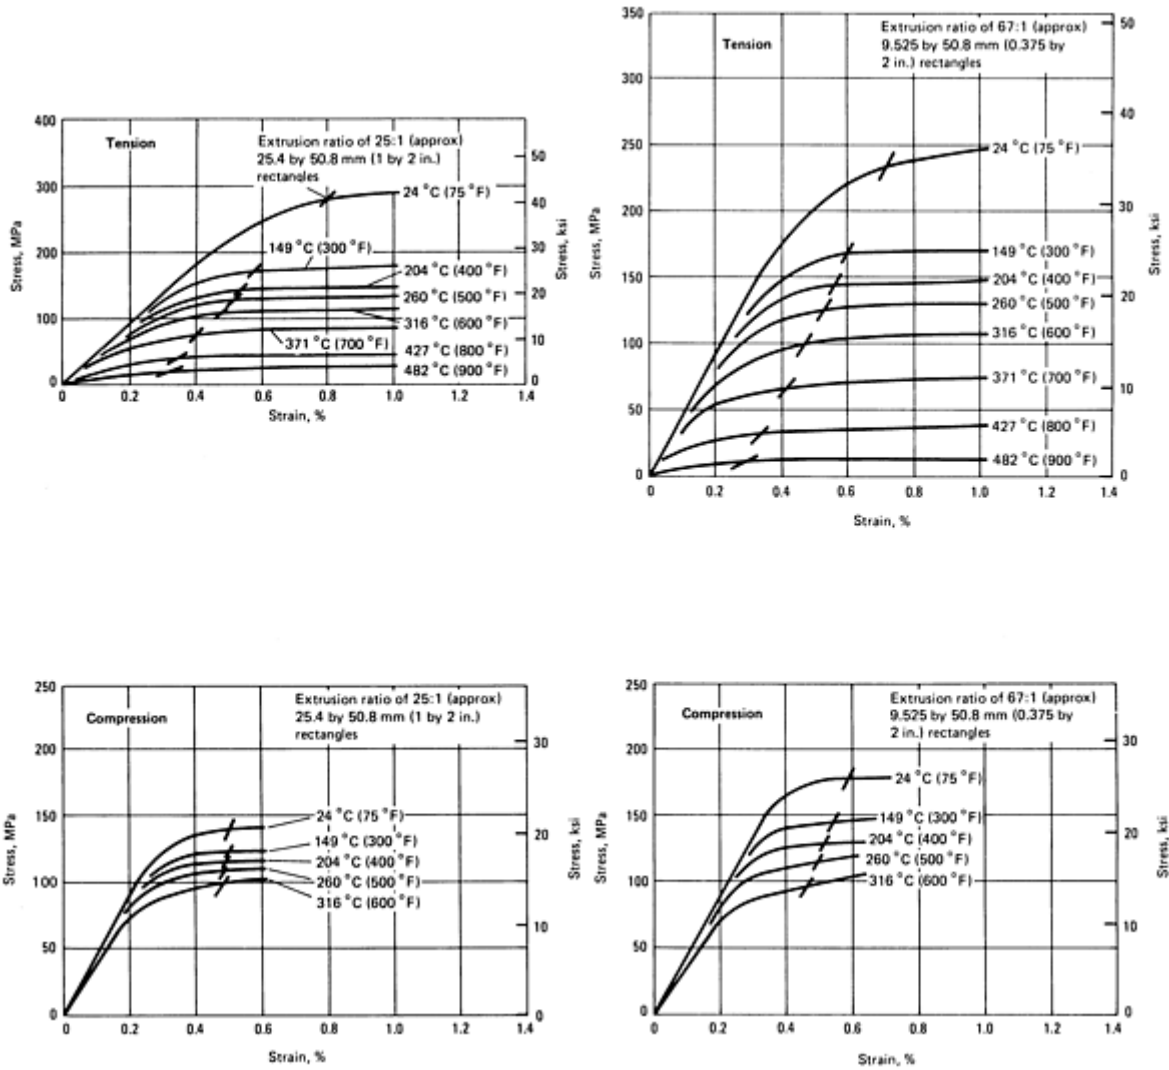 Tension
Extrusion ratio of 25:1 (approx)
25.4 by 50.8 mm (1 by 2 in.)
rectangles
400
300
200
100
0
Stress, MPa
24 °C (75 °F)
149 °C (300 °F)
204 °C (400 °F)
260 °C (500 °F)
316 °C (600 °F)
371 °C (700 °F)
427 °C (800 °F)
482 °C (900 °F)
50
40
30
20
10
0
Stress, ksi
0 0.2 0.4 0.6 0.8 1.0 1.2 1.4
Strain, %
Tension
Extrusion ratio of 67:1 (approx)
9.525 by 50.8 mm (0.375 by
2 in.) rectangles
350
300
250
200
150
100
50
0
Stress, MPa
24 °C (75 °F)
149 °C (300 °F)
204 °C (400 °F)
260 °C (500 °F)
316 °C (600 °F)
371 °C (700 °F)
427 °C (800 °F)
482 °C (900 °F)
50
40
30
20
10
0
Stress, ksi
0 0.2 0.4 0.6 0.8 1.0 1.2 1.4
Strain, %
Compression
Extrusion ratio of 25:1 (approx)
25.4 by 50.8 mm (1 by 2 in.)
rectangles
250
200
150
100
50
0
Stress, MPa
24 °C (75 °F)
149 °C (300 °F)
204 °C (400 °F)
260 °C (500 °F)
316 °C (600 °F)
30
20
10
0
Stress, ksi
0 0.2 0.4 0.6 0.8 1.0 1.2 1.4
Strain, %
Compression
Extrusion ratio of 67:1 (approx)
9.525 by 50.8 mm (0.375 by
2 in.) rectangles
250
200
150
100
50
0
Stress, MPa
24 °C (75 °F)
149 °C (300 °F)
204 °C (400 °F)
260 °C (500 °F)
316 °C (600 °F)
30
20
10
0
Stress, ksi
0 0.2 0.4 0.6 0.8 1.0 1.2 1.4
Strain, %